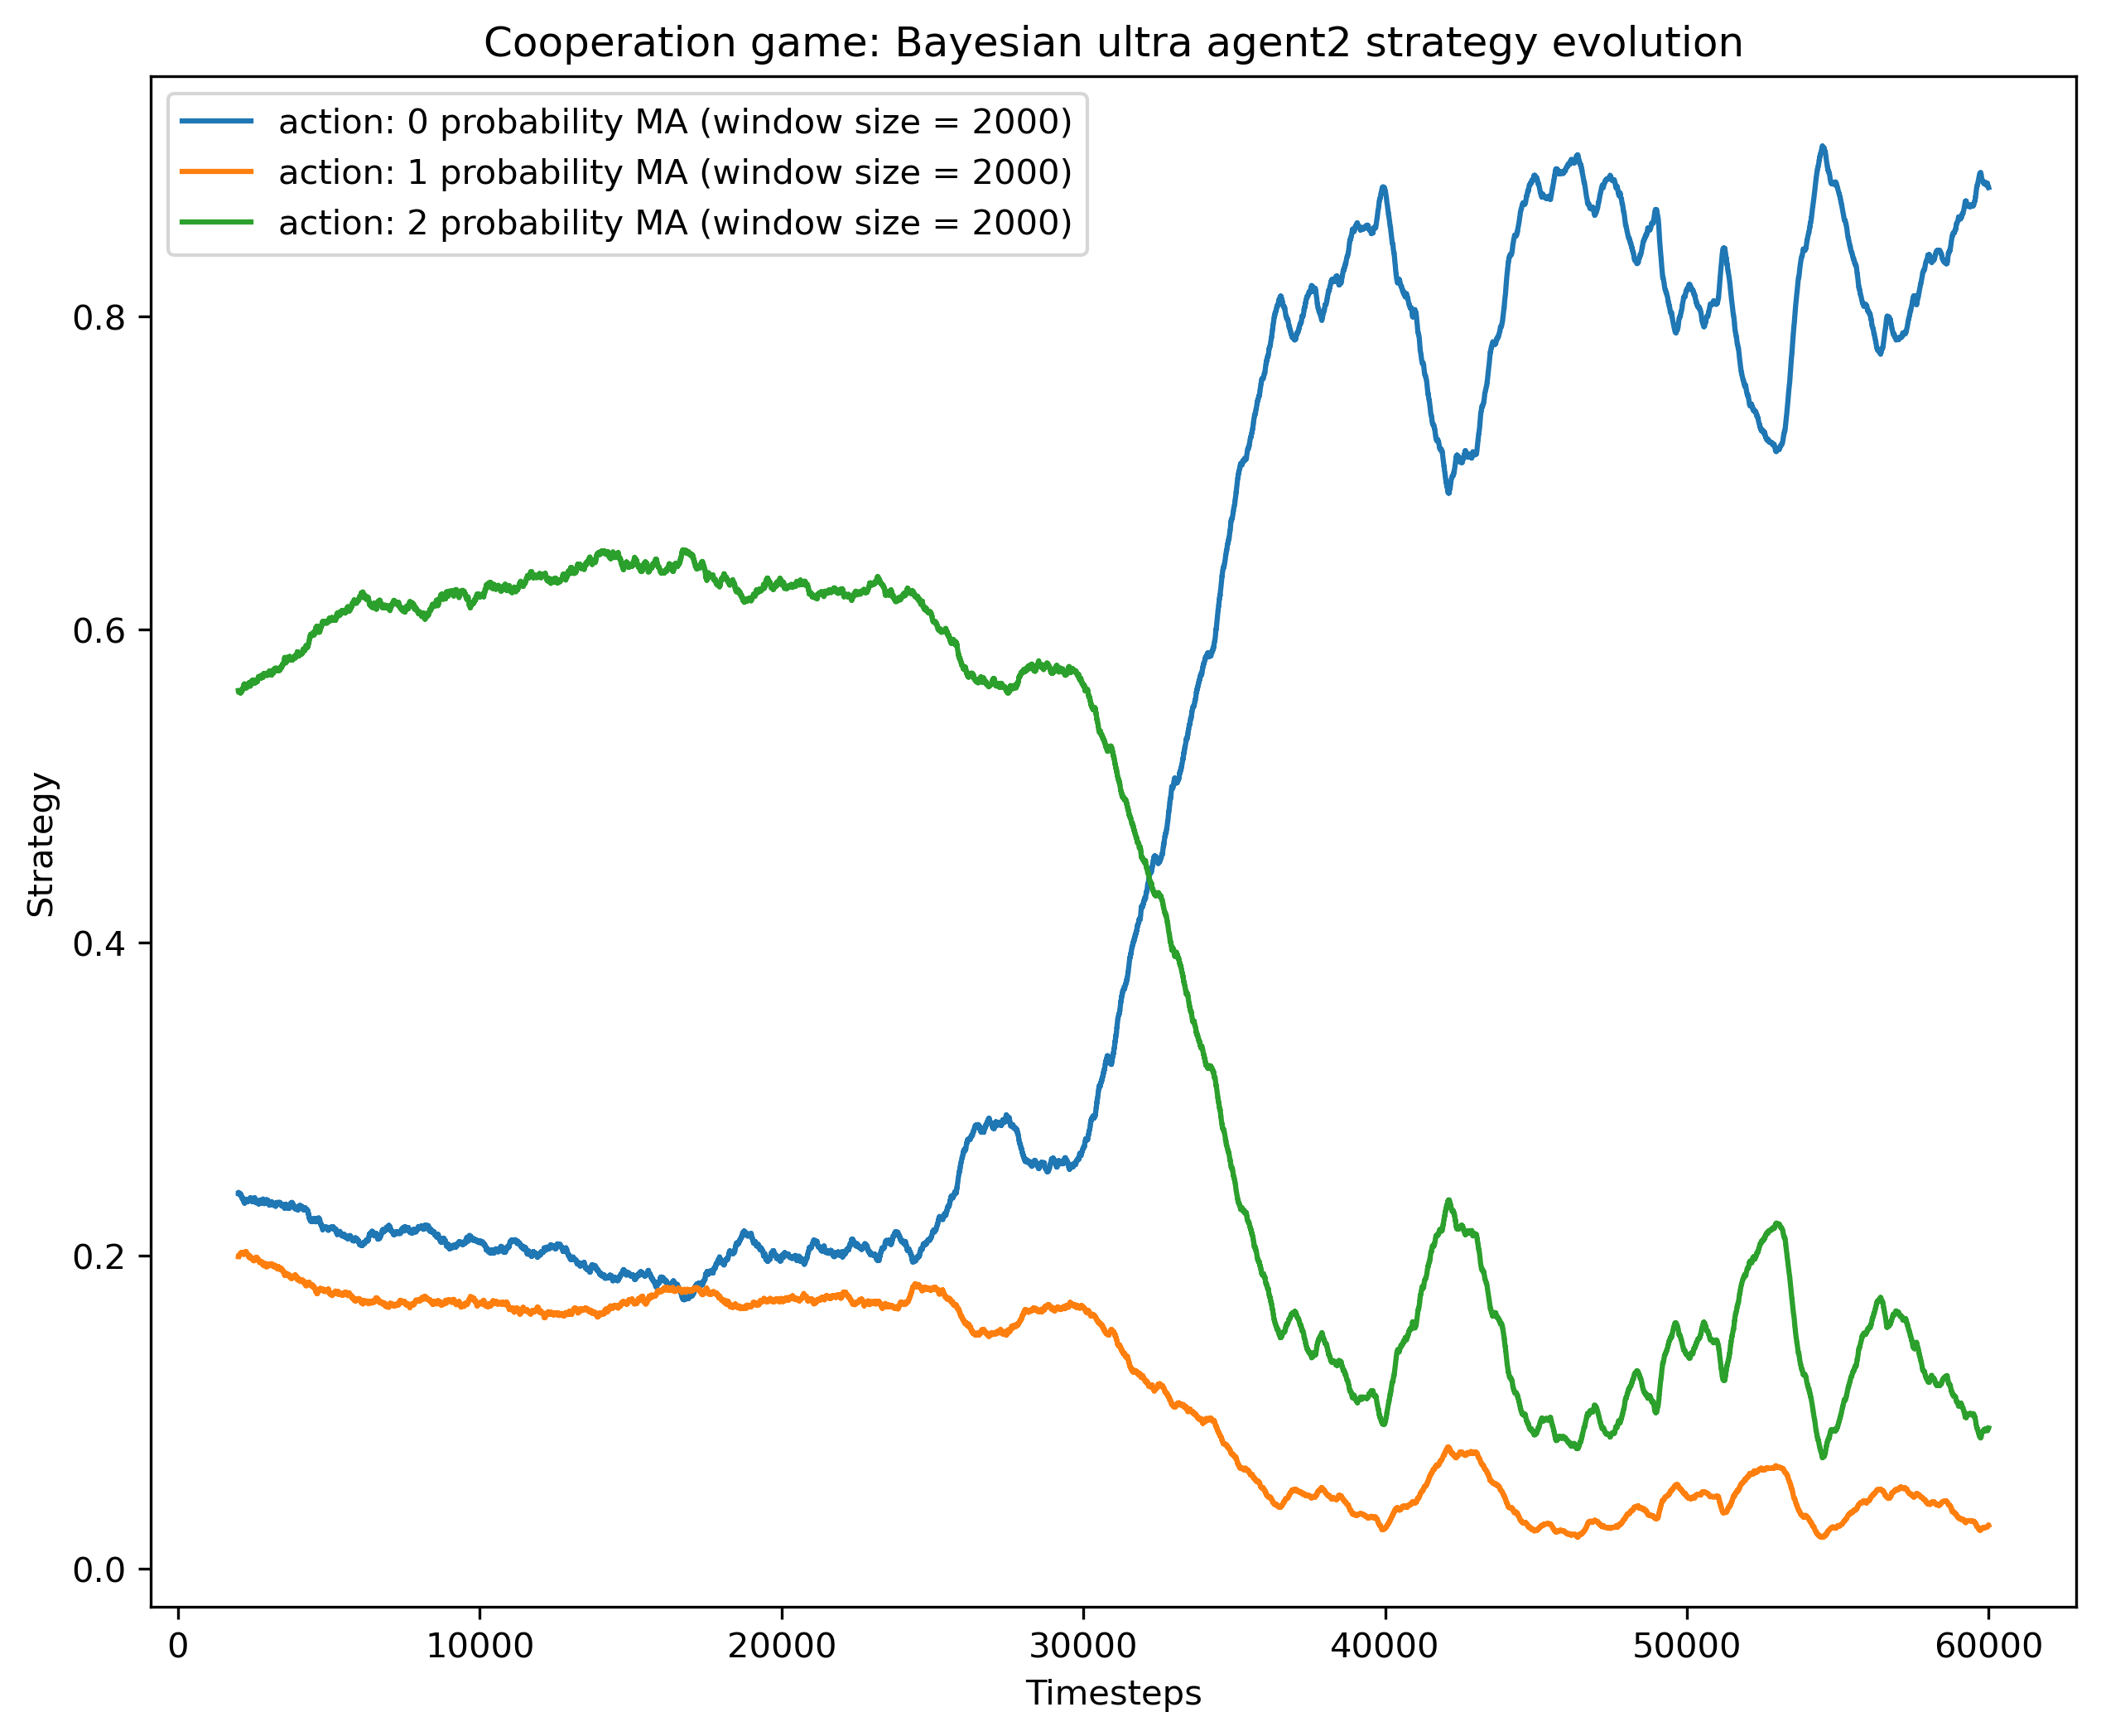 Cooperation game: Bayesian ultra agent2 strategy evolution
action: 0 probability MA (window size = 2000)
action: 1 probability MA (window size = 2000)
action: 2 probability MA (window size = 2000)
0.8
0.6
0.4
0.2
0.0
Strategy
0 10000 20000 30000 40000 50000 60000
Timesteps